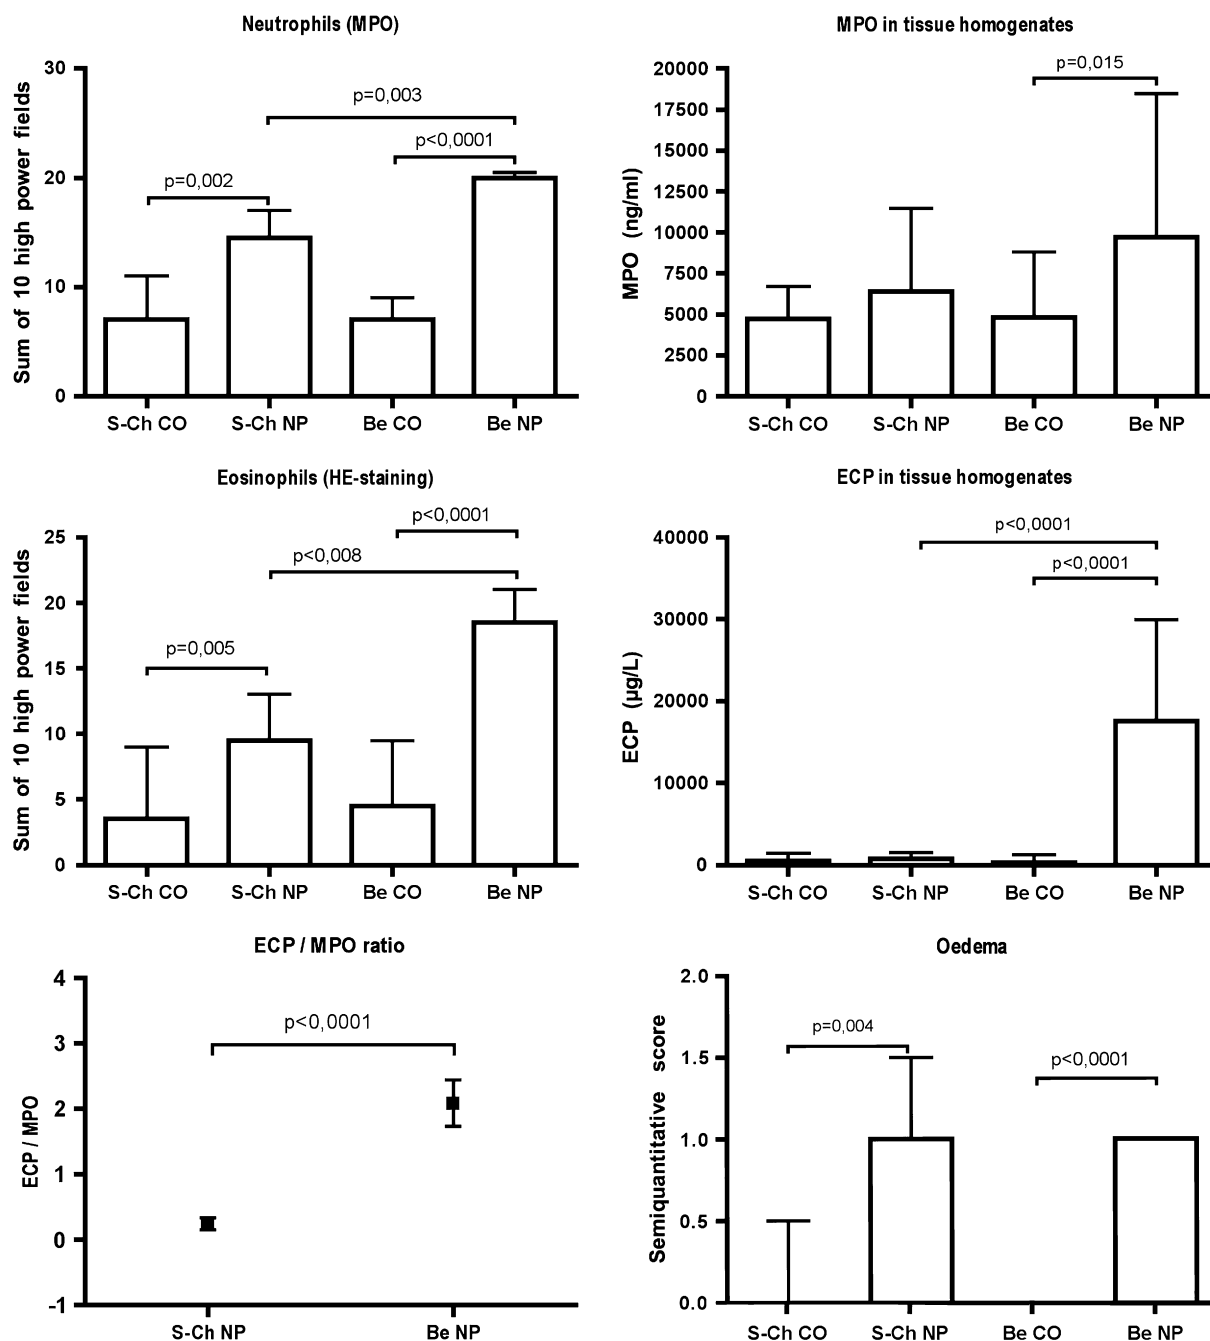 Neutrophils (MPO)
Sum of 10 high power fields
30
20
10
0
p=0,003
p<0,0001
p=0,002
S-Ch CO
S-Ch NP
Be CO
Be NP
MPO in tissue homogenates
MPO (ng/ml)
20000
17500
15000
12500
10000
7500
5000
2500
0
p=0,015
S-Ch CO
S-Ch NP
Be CO
Be NP
Eosinophils (HE-staining)
Sum of 10 high power fields
25
20
15
10
5
0
p<0,0001
p<0,008
p=0,005
S-Ch CO
S-Ch NP
Be CO
Be NP
ECP in tissue homogenates
ECP (µg/L)
40000
30000
20000
10000
0
p<0,0001
p<0,0001
S-Ch CO
S-Ch NP
Be CO
Be NP
ECP / MPO ratio
ECP / MPO
4
3
2
1
0
-1
p<0,0001
S-Ch NP
Be NP
Oedema
Semiquantitative score
2.0
1.5
1.0
0.5
0.0
p=0,004
p<0,0001
S-Ch CO
S-Ch NP
Be CO
Be NP